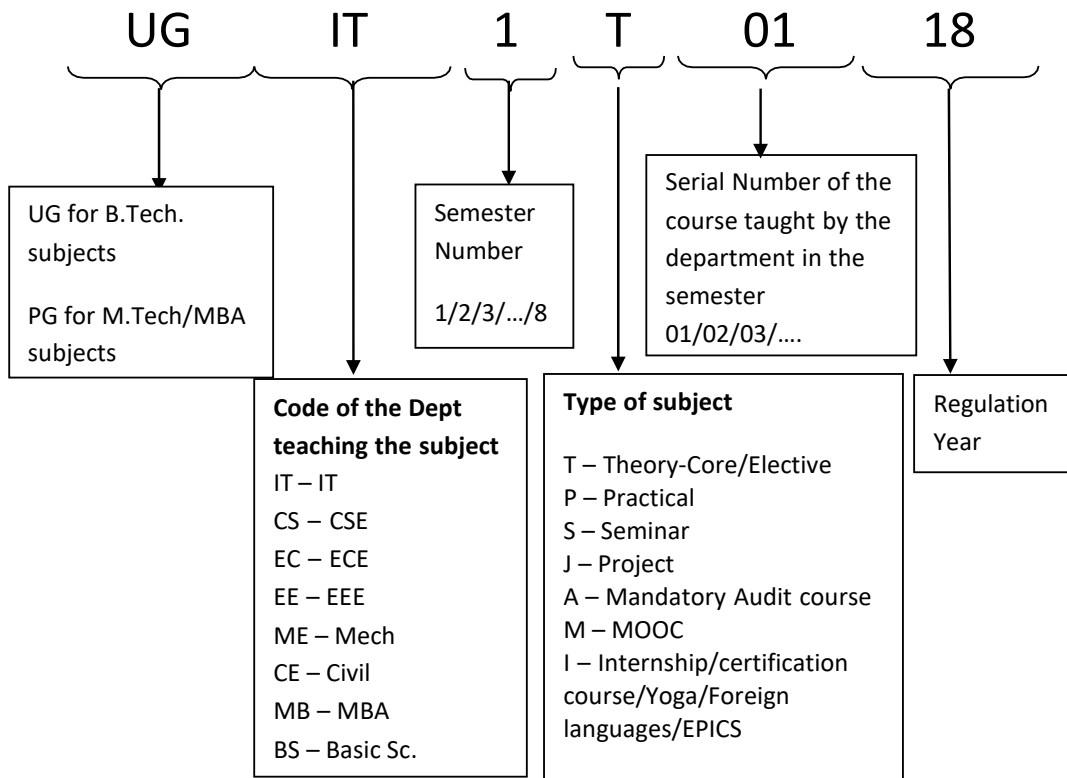 UG IT 1 T 01 18
UG for B.Tech.
subjects
PG for M.Tech/MBA
subjects
Semester
Number
1/2/3/…/8
Serial Number of the
course taught by the
department in the
semester
01/02/03/….
Code of the Dept
teaching the subject
IT – IT
CS – CSE
EC – ECE
EE – EEE
ME – Mech
CE – Civil
MB – MBA
BS – Basic Sc.
Type of subject
T – Theory-Core/Elective
P – Practical
S – Seminar
J – Project
A – Mandatory Audit course
M – MOOC
I – Internship/certification
course/Yoga/Foreign
languages/EPICS
Regulation
Year